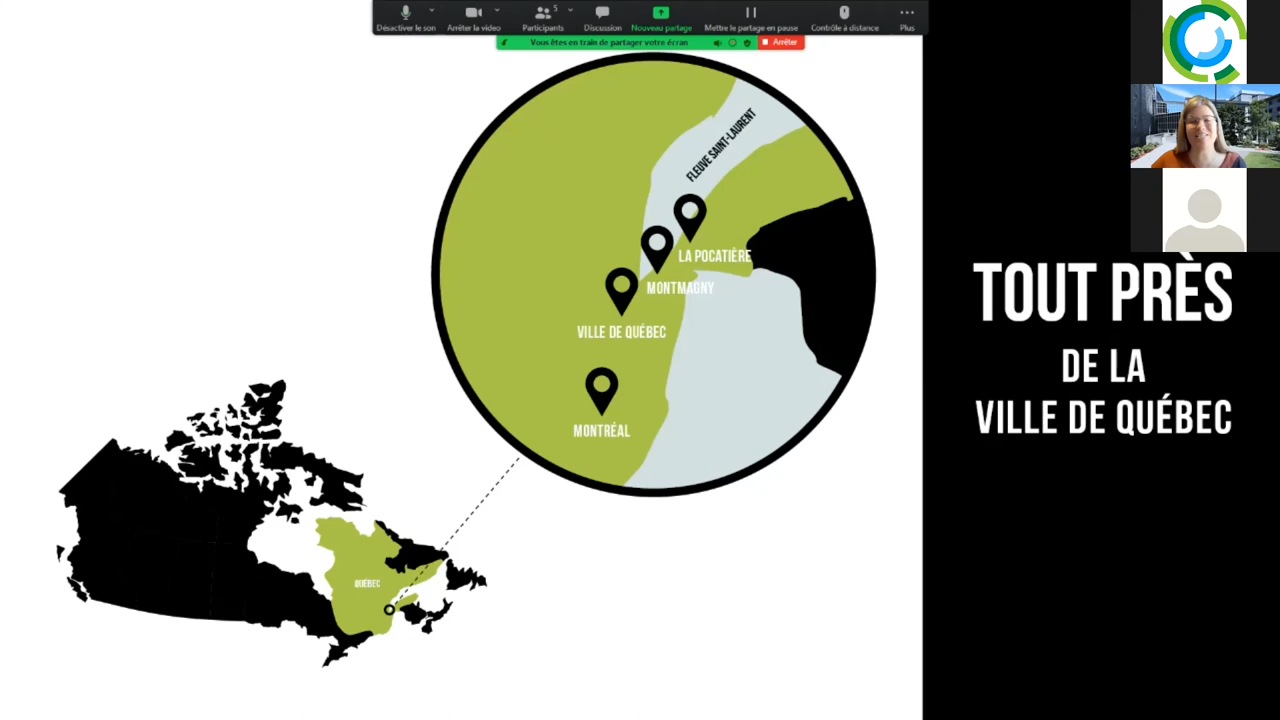 5
Désactiver le son
Arrêter la video
Participants
Discussion
Nouveau partage
Mettre le partage en pause
Contrôle à distance
Plus
Vous êtes en train de partager votre écran
Arrêter
FLEUVE SAINT-LAURENT
LA POCATIÈRE
MONTMAGNY
VILLE DE QUÉBEC
MONTRÉAL
QUÉBEC
TOUT PRÈS
DE LA
VILLE DE QUÉBEC